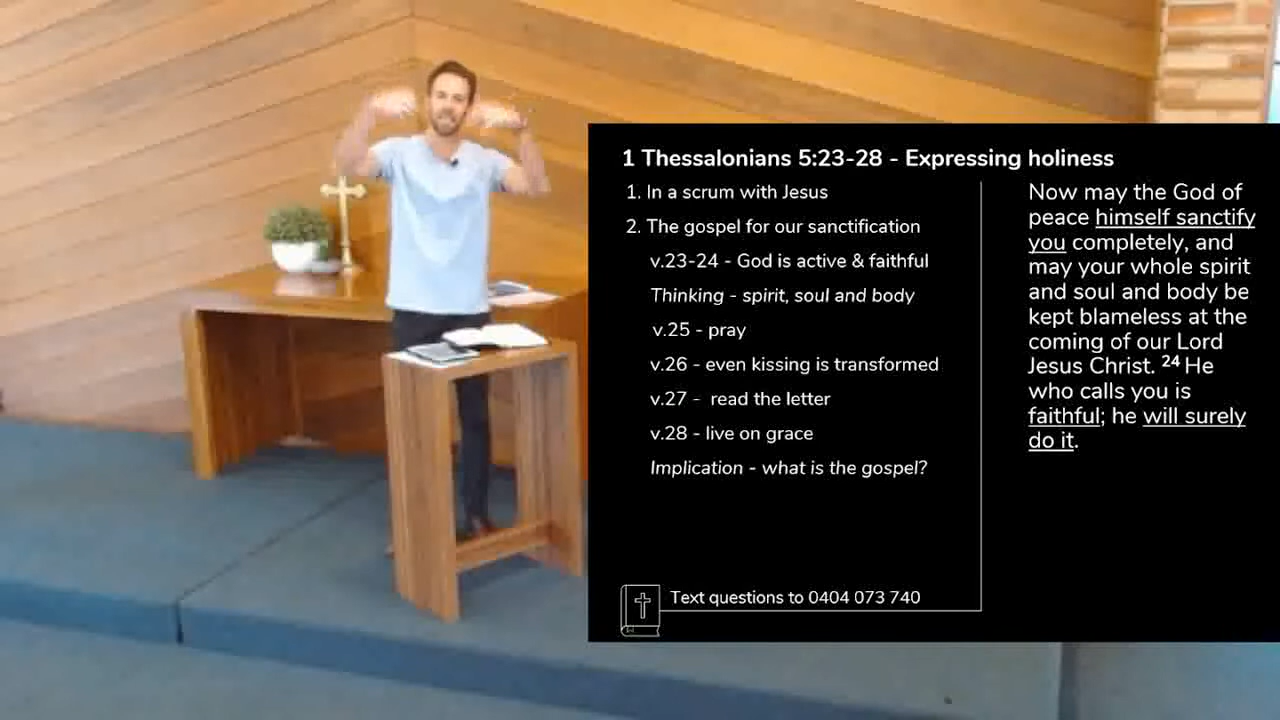 1 Thessalonians 5:23-28 - Expressing holiness
1. In a scrum with Jesus
2. The gospel for our sanctification
v.23-24 - God is active & faithful
Thinking - spirit, soul and body
v.25 - pray
v.26 - even kissing is transformed
v.27 - read the letter
v.28 - live on grace
Implication - what is the gospel?
Text questions to 0404 073 740
Now may the God of
peace himself sanctify
you completely, and
may your whole spirit
and soul and body be
kept blameless at the
coming of our Lord
Jesus Christ. 24 He
who calls you is
faithful; he will surely
do it.